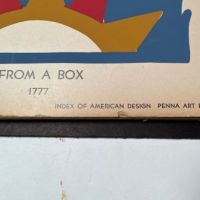 FROM A BOX
1777
INDEX OF AMERICAN DESIGN PENNA ART